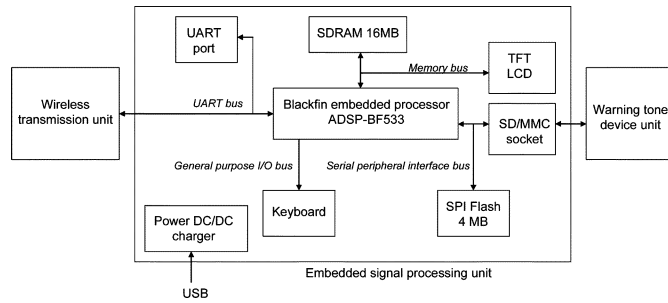 UART
port
SDRAM 16MB
TFT
LCD
Memory bus
Wireless
transmission unit
UART bus
Blackfin embedded processor
ADSP-BF533
SD/MMC
socket
Warning tone
device unit
General purpose I/O bus
Serial peripheral interface bus
Keyboard
SPI Flash
4 MB
Power DC/DC
charger
Embedded signal processing unit
USB